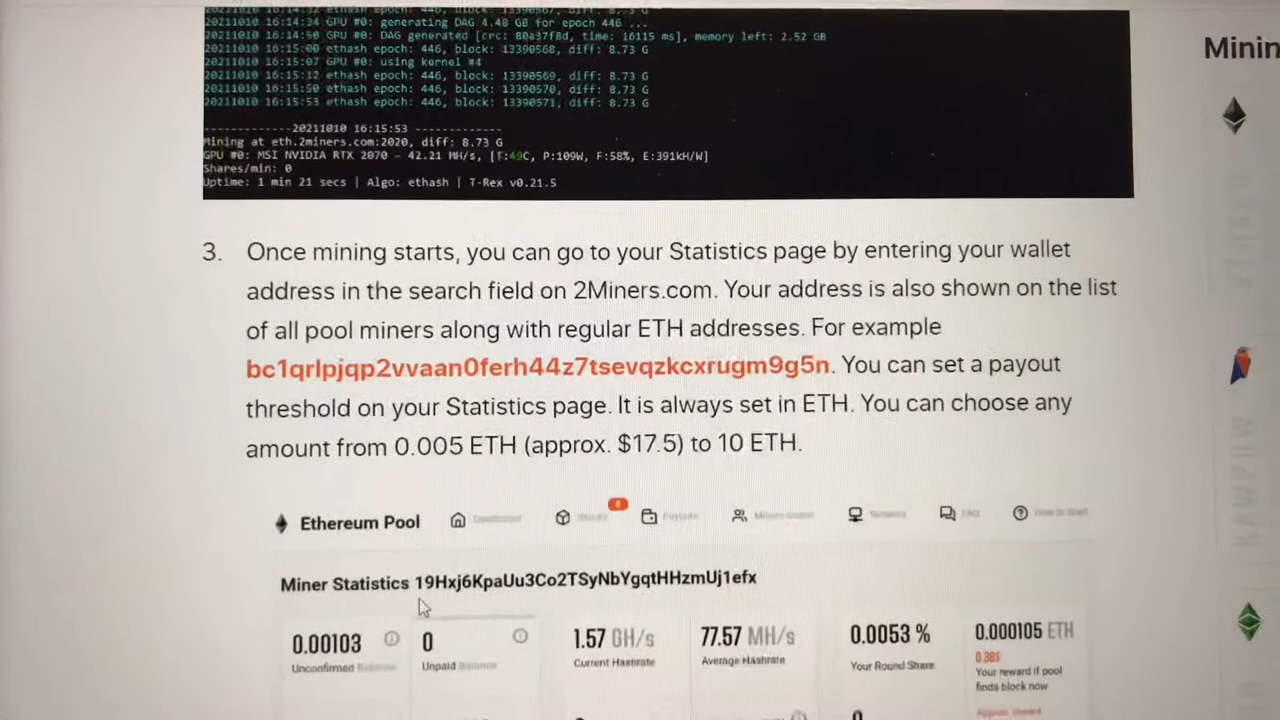 20211010 16:14:34 GPU #0: generating DAG 4.48 GB for epoch 446 ...
20211010 16:14:50 GPU #0: DAG generated [crc: 80a37f8d, time: 16115 ms], memory left: 2.52 GB
20211010 16:15:00 ethash epoch: 446, block: 13390568, diff: 8.73 G
20211010 16:15:07 GPU #0: using kernel #4
20211010 16:15:12 ethash epoch: 446, block: 13390569, diff: 8.73 G
20211010 16:15:50 ethash epoch: 446, block: 13390570, diff: 8.73 G
20211010 16:15:53 ethash epoch: 446, block: 13390571, diff: 8.73 G
-------------20211010 16:15:53 -------------
Mining at eth.2miners.com:2020, diff: 8.73 G
GPU #0: MSI NVIDIA RTX 2070 - 42.21 MH/s, [T:49C, P:109W, F:58%, E:391kH/W]
Shares/min: 0
Uptime: 1 min 21 secs | Algo: ethash | T-Rex v0.21.5
Minin
3. Once mining starts, you can go to your Statistics page by entering your wallet
address in the search field on 2Miners.com. Your address is also shown on the list
of all pool miners along with regular ETH addresses. For example
bc1qrlpjqp2vvaan0ferh44z7tsevqzkcxrugm9g5n. You can set a payout
threshold on your Statistics page. It is always set in ETH. You can choose any
amount from 0.005 ETH (approx. $17.5) to 10 ETH.
Ethereum Pool
Miner Statistics 19Hxj6KpaUu3Co2TSyNbYgqtHHzmUj1efx
0.00103 0 1.57 GH/s 77.57 MH/s 0.0053 % 0.000105 ETH
Unconfirmed Balance Unpaid Balance Current Hashrate Average Hashrate Your Round Share 0.38$
Your reward if pool
finds block now
KAWPOW